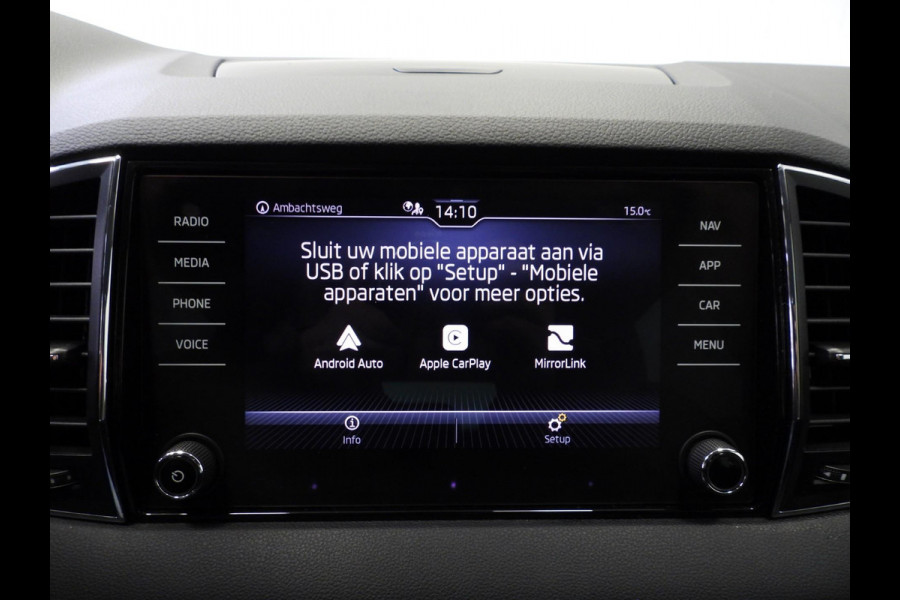 Ambachtsweg 14:10 15.0°C
RADIO
MEDIA
PHONE
VOICE
Sluit uw mobiele apparaat aan via
USB of klik op "Setup" - "Mobiele
apparaten" voor meer opties.
Android Auto Apple CarPlay MirrorLink
Info Setup
NAV
APP
CAR
MENU